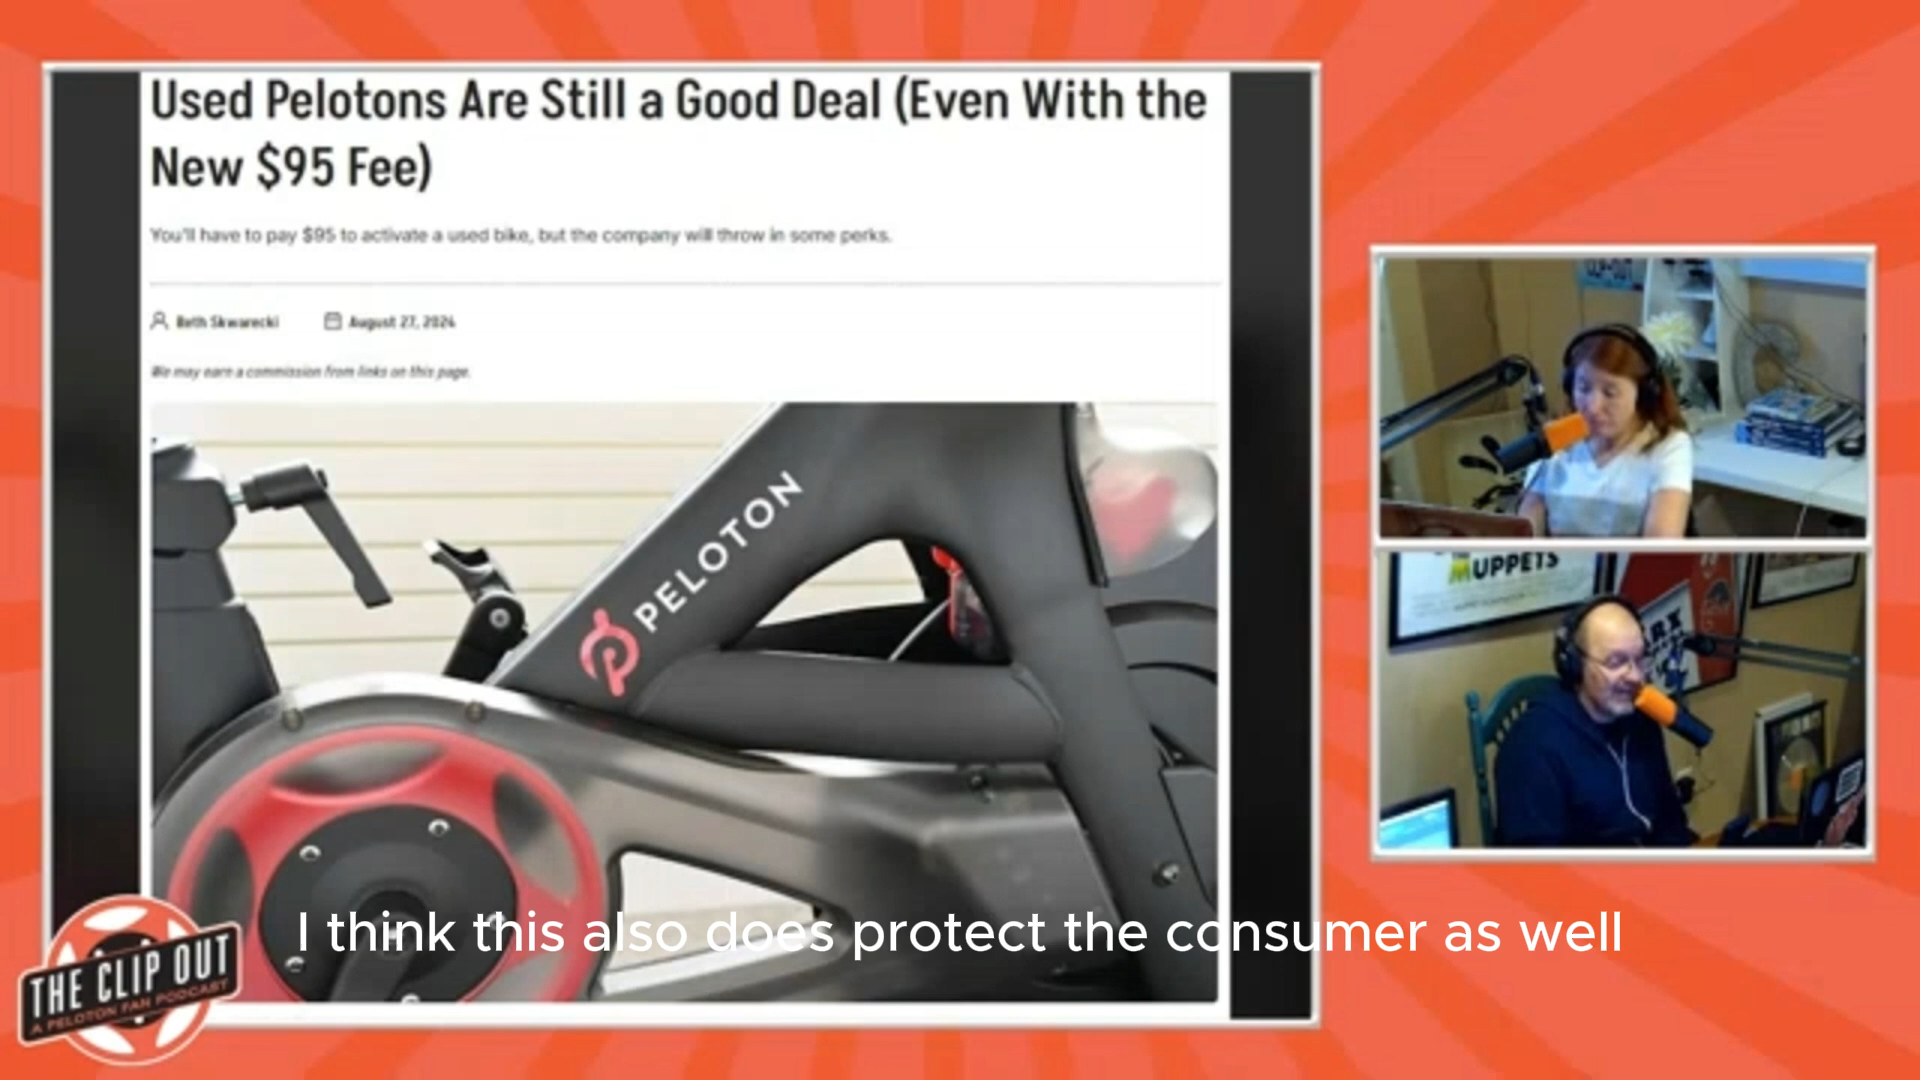 Used Pelotons Are Still a Good Deal (Even With the
New $95 Fee)
You'll have to pay $95 to activate a used bike, but the company will throw in some perks.
Beth Skwarecki August 27, 2024
We may earn a commission from links on this page.
PELOTON
MUPPETS
I think this also does protect the consumer as well
THE CLIP OUT
A PELOTON FAN PODCAST